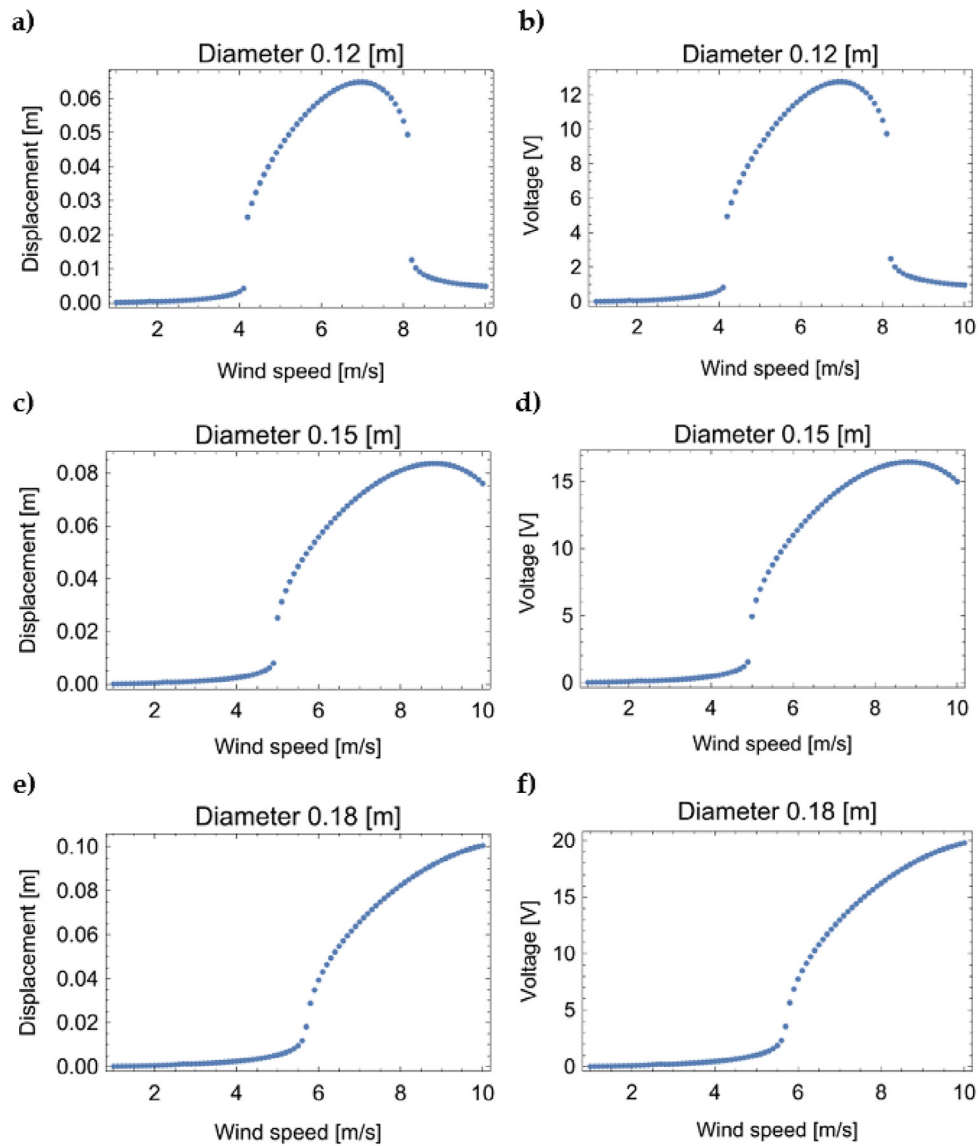 a)
Diameter 0.12 [m]
Displacement [m]
0.06
0.05
0.04
0.03
0.02
0.01
0.00
2 4 6 8 10
Wind speed [m/s]
b)
Diameter 0.12 [m]
Voltage [V]
12
10
8
6
4
2
0
2 4 6 8 10
Wind speed [m/s]
c)
Diameter 0.15 [m]
Displacement [m]
0.08
0.06
0.04
0.02
0.00
2 4 6 8 10
Wind speed [m/s]
d)
Diameter 0.15 [m]
Voltage [V]
15
10
5
0
2 4 6 8 10
Wind speed [m/s]
e)
Diameter 0.18 [m]
Displacement [m]
0.10
0.08
0.06
0.04
0.02
0.00
2 4 6 8 10
Wind speed [m/s]
f)
Diameter 0.18 [m]
Voltage [V]
20
15
10
5
0
2 4 6 8 10
Wind speed [m/s]